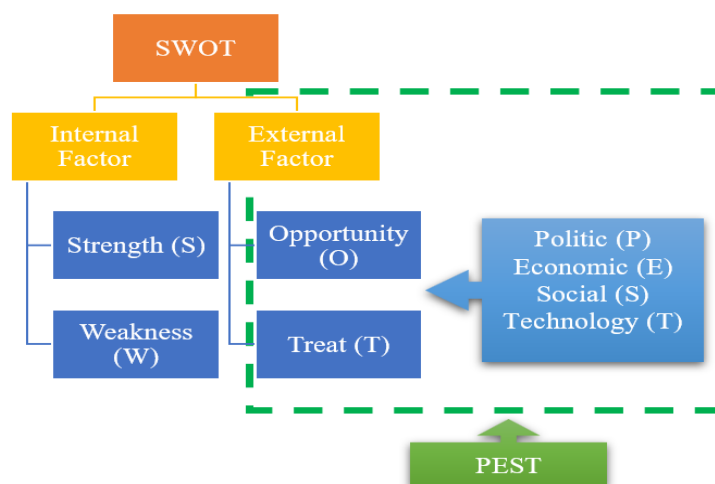 SWOT
Internal
Factor
External
Factor
Strength (S)
Weakness
(W)
Opportunity
(O)
Treat (T)
Politic (P)
Economic (E)
Social (S)
Technology (T)
PEST